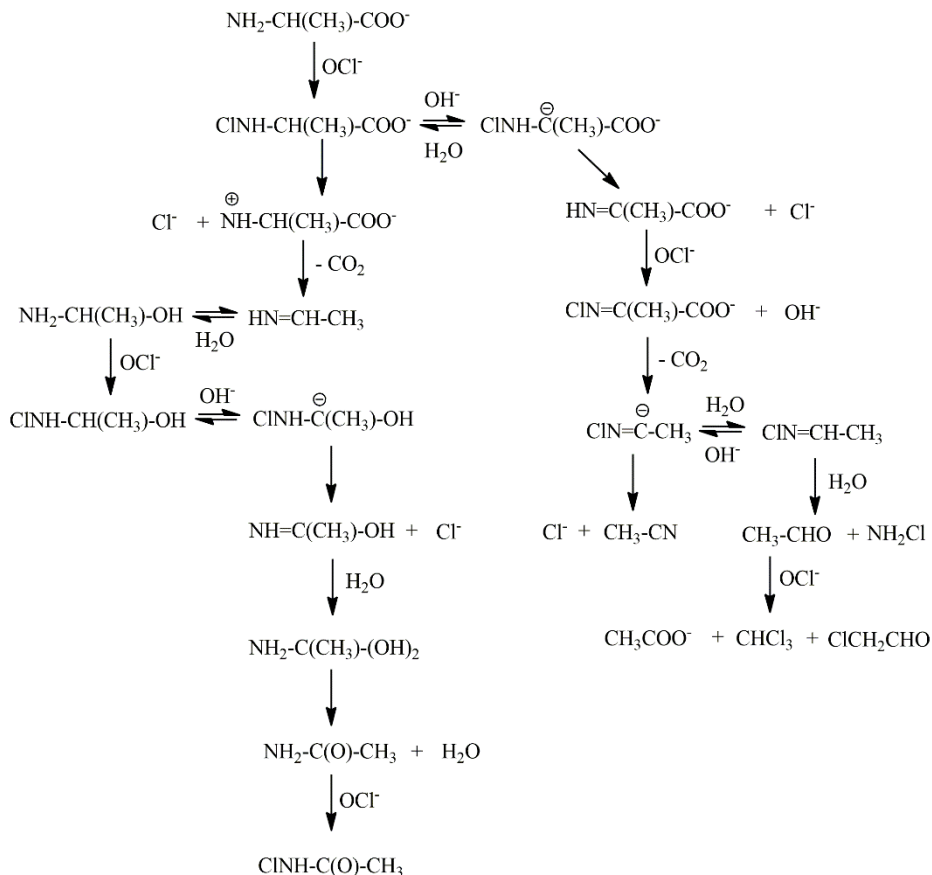 NH₂-CH(CH₃)-COO⁻
OCl⁻
ClNH-CH(CH₃)-COO⁻ OH⁻ H₂O ClNH-C(CH₃)-COO⁻
⊖
Cl⁻ + NH-CH(CH₃)-COO⁻
⊕
HN=C(CH₃)-COO⁻ + Cl⁻
- CO₂
OCl⁻
NH₂-CH(CH₃)-OH H₂O HN=CH-CH₃
ClN=C(CH₃)-COO⁻ + OH⁻
OCl⁻
- CO₂
ClNH-CH(CH₃)-OH OH⁻ ClNH-C(CH₃)-OH
⊖
ClN=C-CH₃ H₂O OH⁻ ClN=CH-CH₃
⊖
H₂O
NH=C(CH₃)-OH + Cl⁻
Cl⁻ + CH₃-CN
CH₃-CHO + NH₂Cl
H₂O
OCl⁻
NH₂-C(CH₃)-(OH)₂
CH₃COO⁻ + CHCl₃ + ClCH₂CHO
NH₂-C(O)-CH₃ + H₂O
OCl⁻
ClNH-C(O)-CH₃